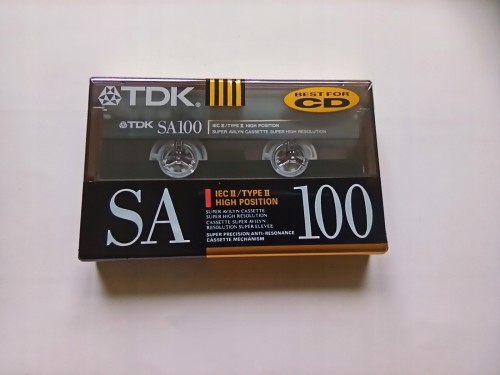 TDK®
BEST FOR
CD
TDK SA100 IEC II/TYPE II HIGH POSITION
SUPER AVILYN CASSETTE SUPER HIGH RESOLUTION
SA
IEC II/TYPE II
HIGH POSITION
SUPER AVILYN CASSETTE
SUPER HIGH RESOLUTION
CASSETTE SUPER AVILYN
RESOLUTION SUPER ELEVEE
SUPER PRECISION ANTI-RESONANCE
CASSETTE MECHANISM
100